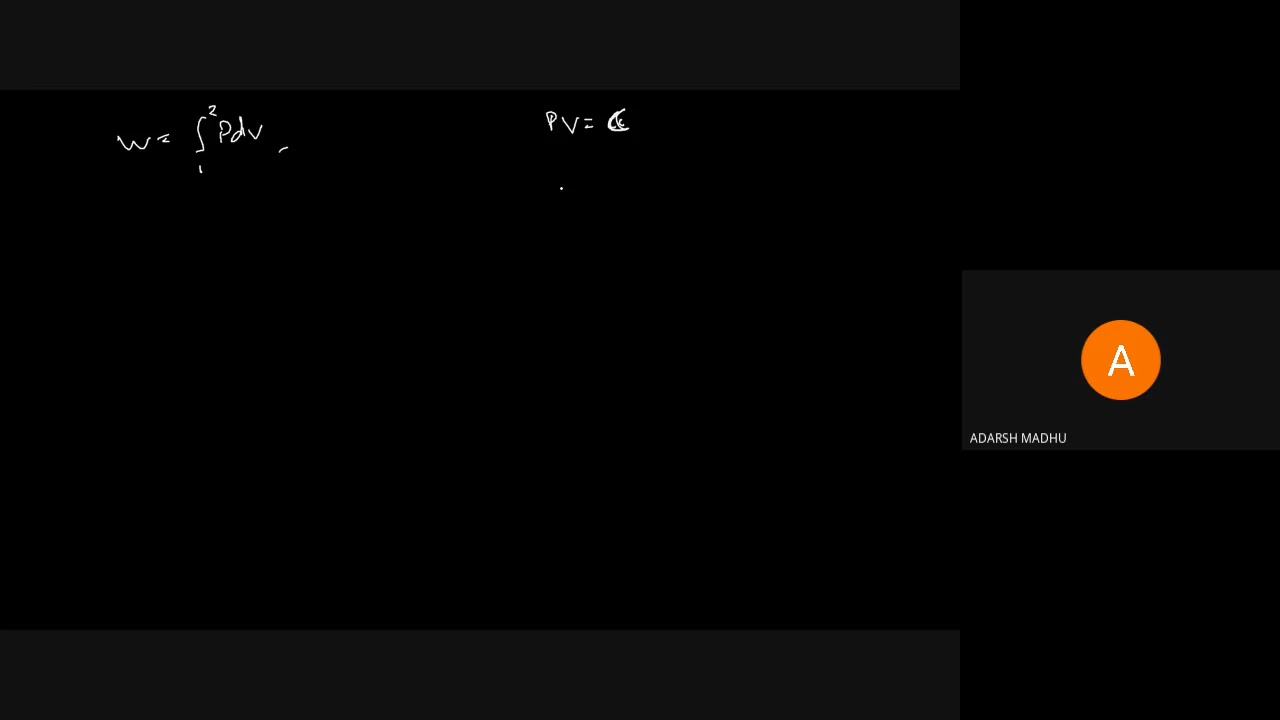 W = ∫₁² PdV
PV = C
A
ADARSH MADHU